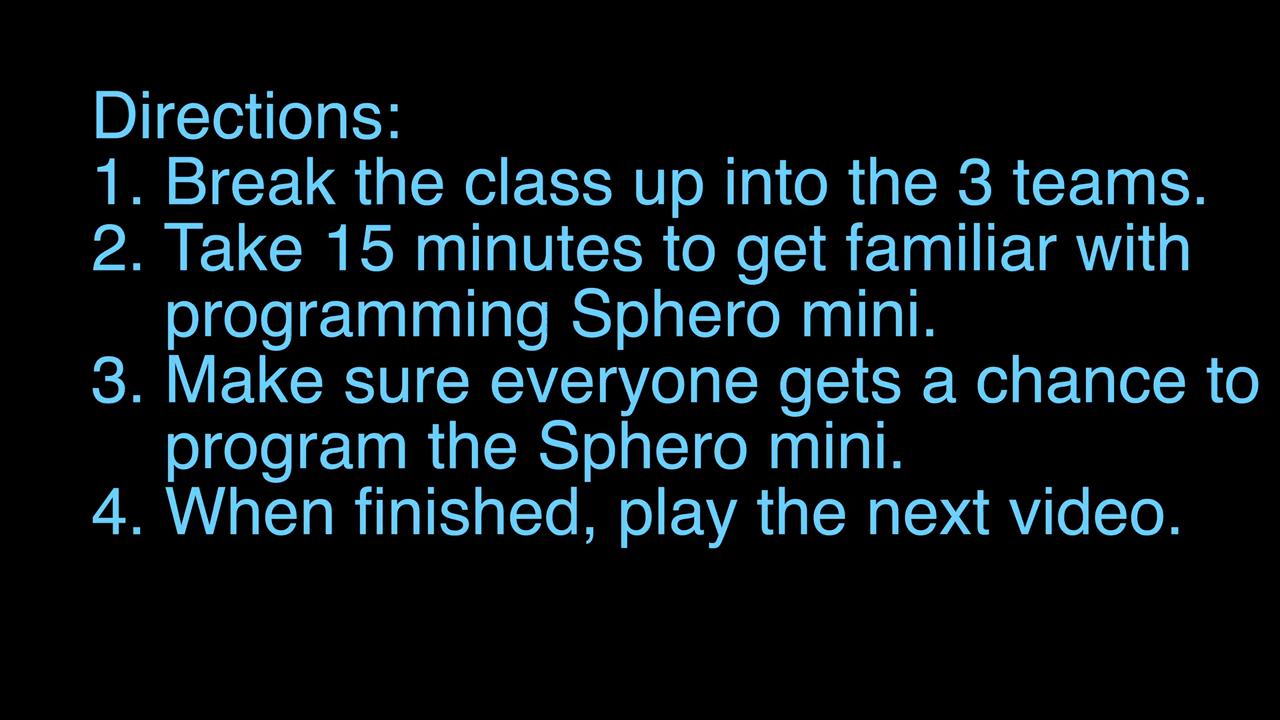 Directions:
1. Break the class up into the 3 teams.
2. Take 15 minutes to get familiar with
programming Sphero mini.
3. Make sure everyone gets a chance to
program the Sphero mini.
4. When finished, play the next video.